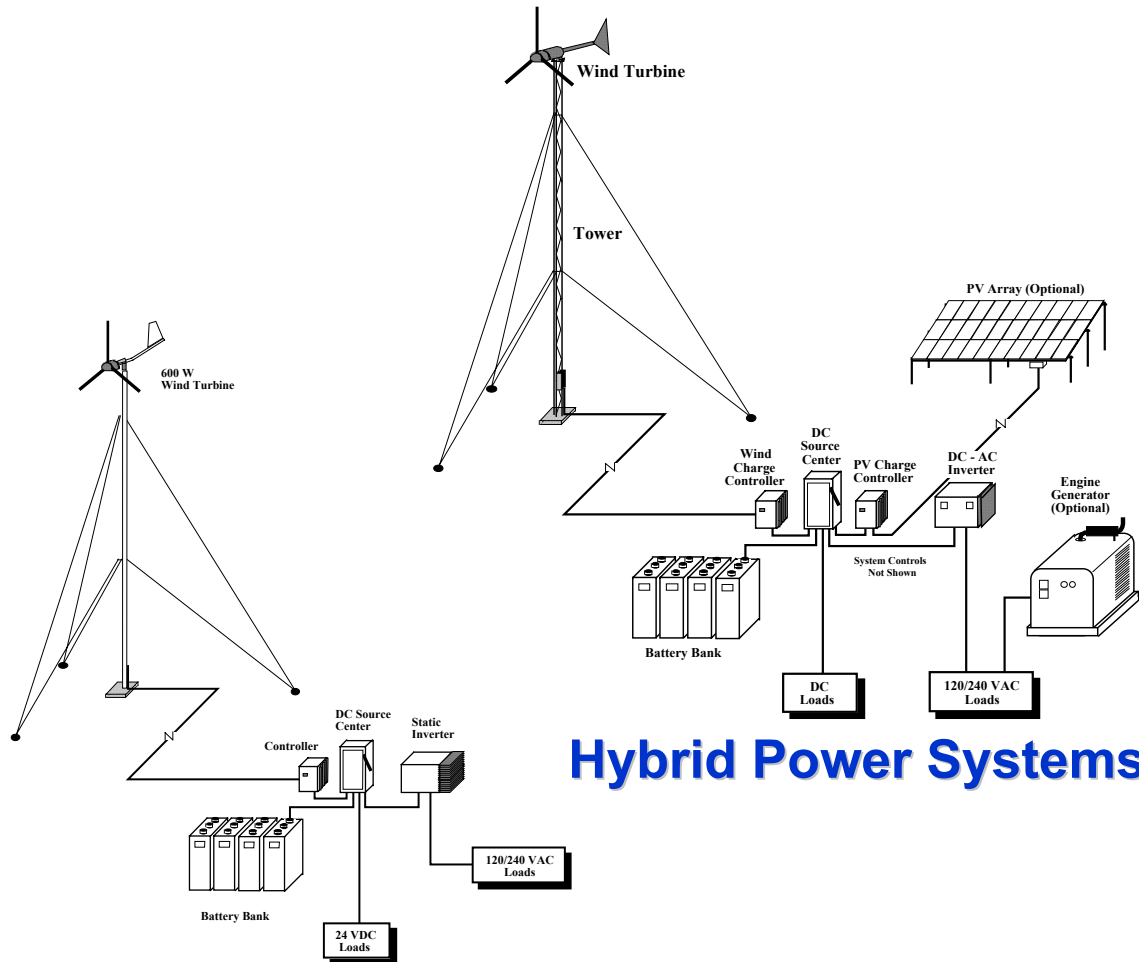 Wind Turbine
Tower
PV Array (Optional)
600 W
Wind Turbine
Wind
Charge
Controller
DC
Source
Center
PV Charge
Controller
DC - AC
Inverter
Engine
Generator
(Optional)
System Controls
Not Shown
Battery Bank
DC
Loads
120/240 VAC
Loads
Hybrid Power Systems
Controller
DC Source
Center
Static
Inverter
120/240 VAC
Loads
Battery Bank
24 VDC
Loads